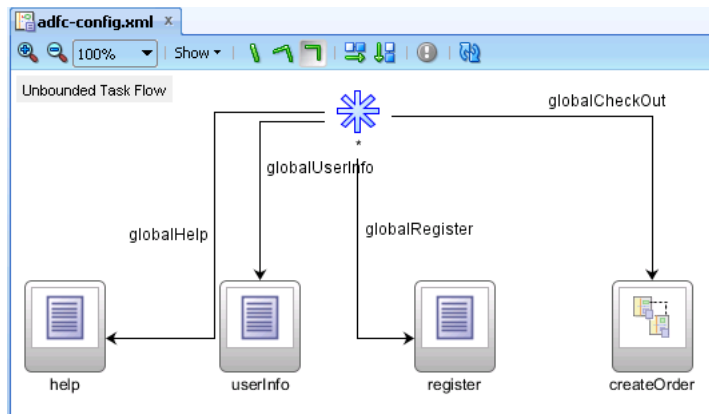 adfc-config.xml x
100% Show
Unbounded Task Flow
globalCheckOut
*
globalUserInfo
globalHelp
globalRegister
help
userInfo
register
createOrder